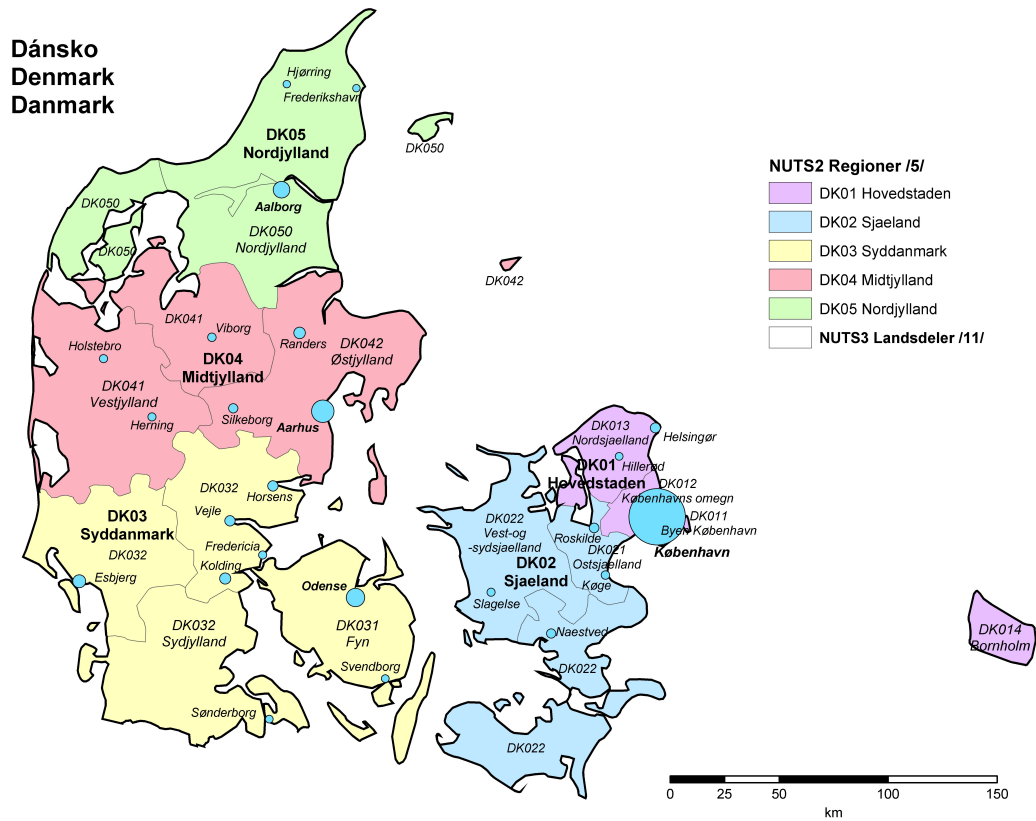 Dánsko
Denmark
Danmark
Hjørring
Frederikshavn
DK05
Nordjylland
DK050
DK050
Aalborg
DK050
DK050
Nordjylland
DK042
DK041
Viborg
Randers
Holstebro
DK04
Midtjylland
DK042
Østjylland
DK041
Vestjylland
Herning
Silkeborg
Aarhus
DK032
Horsens
Vejle
DK03
Syddanmark
DK032
Fredericia
Kolding
Esbjerg
Odense
DK032
Sydjylland
DK031
Fyn
Svendborg
Sønderborg
NUTS2 Regioner /5/
DK01 Hovedstaden
DK02 Sjaeland
DK03 Syddanmark
DK04 Midtjylland
DK05 Nordjylland
NUTS3 Landsdeler /11/
DK013
Nordsjaelland
Helsingør
DK01
Hovedstaden
Hillerød
DK012
Københavns omegn
DK011
Byen København
København
DK022
Vest-og
-sydsjaelland
Roskilde
DK021
Ostsjaelland
DK02
Sjaeland
Køge
Slagelse
Naestved
DK022
DK022
DK014
Bornholm
0 25 50 100 150
km